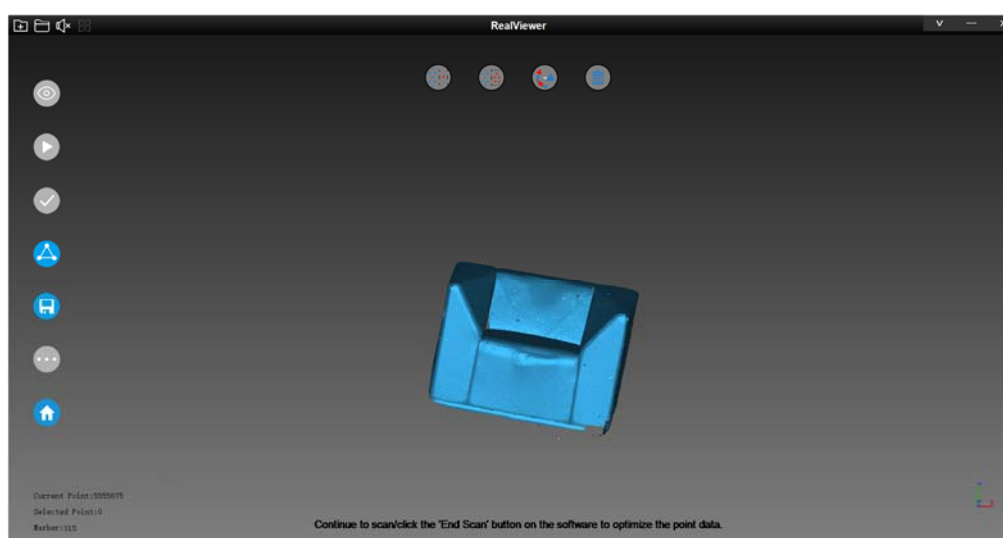 RealViewer
Current Point:5555675
Selected Point:0
Marker:315
Continue to scan/click the 'End Scan' button on the software to optimize the point data.